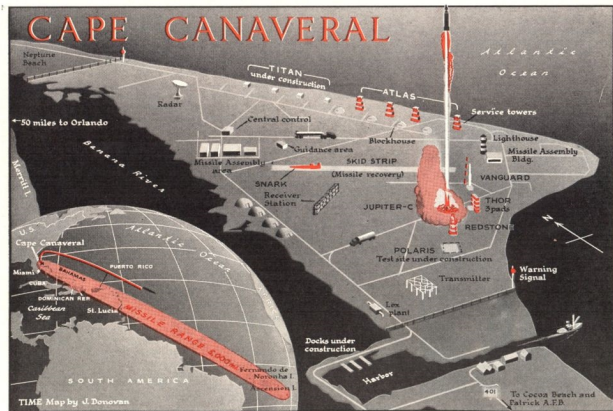 CAPE CANAVERAL
Neptune
Beach
TITAN
under construction
Atlantic
Ocean
ATLAS
Radar
Service towers
←50 miles to Orlando
Central control
Blockhouse
Lighthouse
Guidance area
Missile Assembly
Bldg.
Banana River
Missile Assembly
area
SKID STRIP
(Missile recovery)
VANGUARD
Merritt I.
SNARK
Receiver
Station
JUPITER-C
THOR
5 pads
REDSTONE
N
U.S.
Cape Canaveral
Atlantic Ocean
POLARIS
Test site under construction
Miami
BAHAMAS
PUERTO RICO
CUBA
DOMINICAN REP.
Caribbean
Sea
St. Lucia
MISSILE RANGE 5,000 mi.
Transmitter
Warning
Signal
Lox
plant
Docks under
construction
Fernando de
Noronha I.
Ascension I.
SOUTH AMERICA
Harbor
401
To Cocoa Beach and
Patrick A.F.B.
TIME Map by J. Donovan